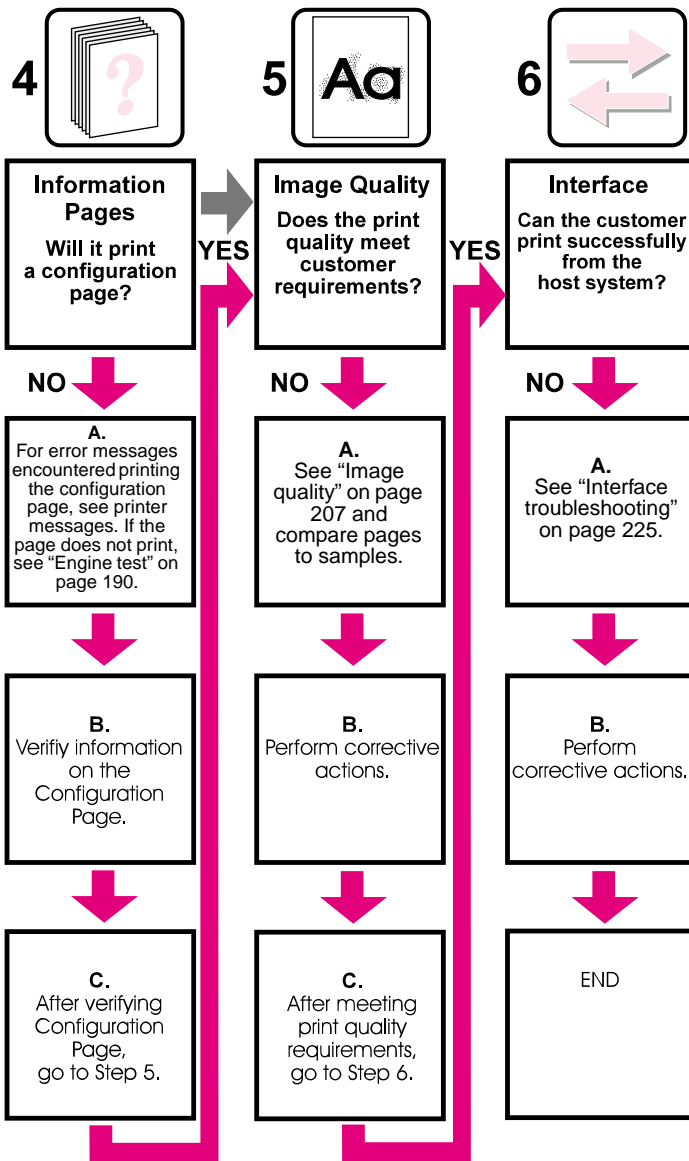 4
?
Information
Pages
Will it print
a configuration
page?
YES
NO
A.
For error messages
encountered printing
the configuration
page, see printer
messages. If the
page does not print,
see “Engine test” on
page 190.
B.
Verifiy information
on the
Configuration
Page.
C.
After verifying
Configuration
Page,
go to Step 5.
5
Aa
Image Quality
Does the print
quality meet
customer
requirements?
YES
NO
A.
See “Image
quality” on page
207 and
compare pages
to samples.
B.
Perform corrective
actions.
C.
After meeting
print quality
requirements,
go to Step 6.
6
Interface
Can the customer
print successfully
from the
host system?
NO
A.
See “Interface
troubleshooting”
on page 225.
B.
Perform
corrective actions.
END